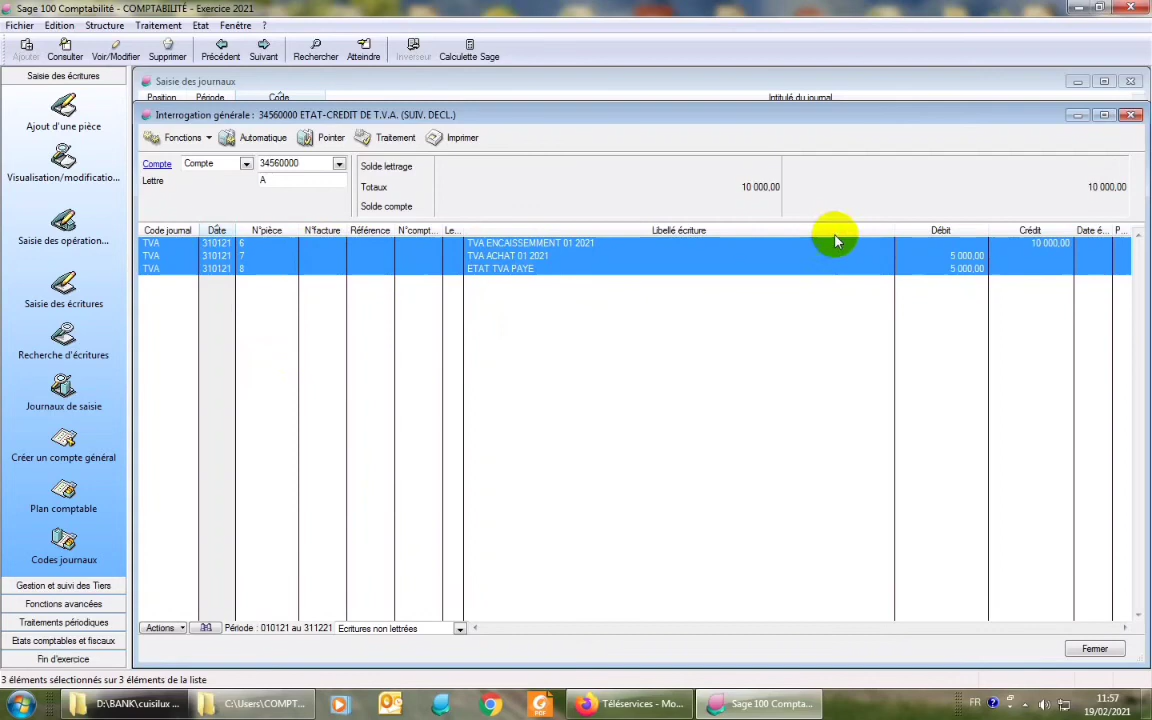 Sage 100 Comptabilité - COMPTABILITÉ - Exercice 2021
Fichier Edition Structure Traitement Etat Fenêtre ?
Ajouter Consulter Voir/Modifier Supprimer Précédent Suivant Rechercher Atteindre Inverseur Calculette Sage
Saisie des écritures
Ajout d'une pièce
Visualisation/modificatio...
Saisie des opération...
Saisie des écritures
Recherche d'écritures
Journaux de saisie
Créer un compte général
Plan comptable
Codes journaux
Gestion et suivi des Tiers
Fonctions avancées
Traitements périodiques
Etats comptables et fiscaux
Fin d'exercice
Saisie des journaux
Position Période Code Intitulé du journal
Interrogation générale : 34560000 ETAT-CREDIT DE T.V.A. (SUIV. DECL.)
Fonctions Automatique Pointer Traitement Imprimer
Compte Compte 34560000
Lettre A
Solde lettrage
Totaux 10 000,00 10 000,00
Solde compte
Code journal Date N°pièce N°facture Référence N°compt... Le... Libellé écriture Débit Crédit Date é... P...
TVA 310121 6 TVA ENCAISSEMMENT 01 2021 10 000,00
TVA 310121 7 TVA ACHAT 01 2021 5 000,00
TVA 310121 8 ETAT TVA PAYE 5 000,00
Actions Période : 010121 au 311221 Ecritures non lettrées
Fermer
3 éléments sélectionnés sur 3 éléments de la liste
D:\BANK\cuisilux ... C:\Users\COMPT... Téléservices - Mo... Sage 100 Compta... FR 11:57
19/02/2021